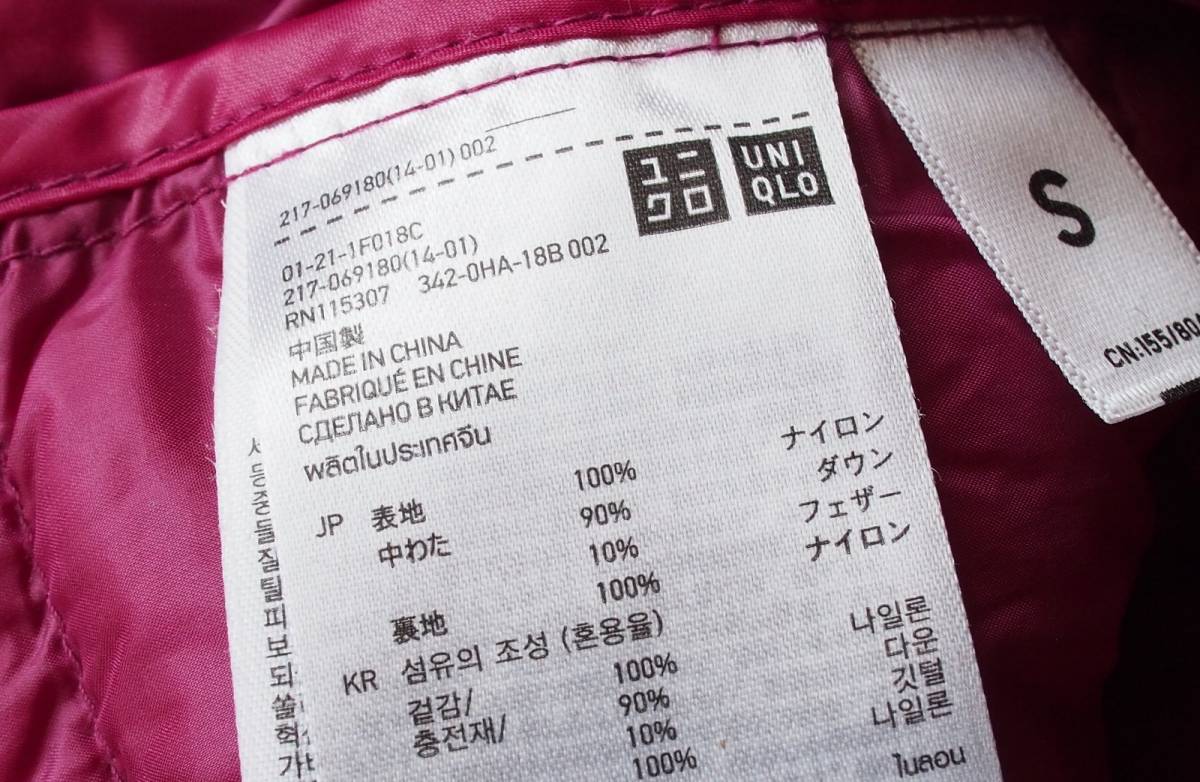 217-069180(14-01) 002
ユニ
クロ
UNI
QLO
01-21-1F018C
217-069180(14-01)
RN115307 342-0HA-18B 002
中国製
MADE IN CHINA
FABRIQUÉ EN CHINE
СДЕЛАНО В КИТАЕ
ผลิตในประเทศจีน
JP 表地 100% ナイロン
中わた 90% ダウン
10% フェザー
裏地 100% ナイロン
KR 섬유의 조성 (혼용율)
겉감/ 100% 나일론
충전재/ 90% 다운
10% 깃털
100% 나일론
ไนลอน
S
CN:155/80